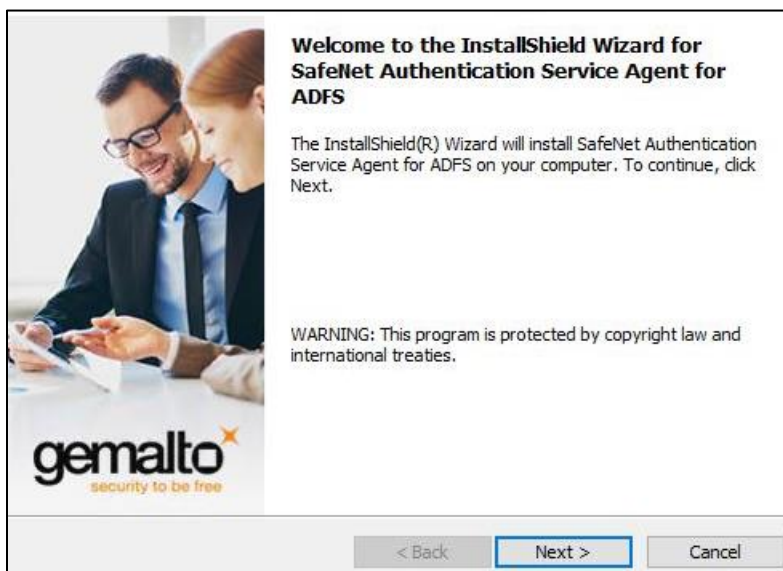 Welcome to the InstallShield Wizard for
SafeNet Authentication Service Agent for
ADFS
The InstallShield(R) Wizard will install SafeNet Authentication
Service Agent for ADFS on your computer. To continue, click
Next.
WARNING: This program is protected by copyright law and
international treaties.
gemalto
security to be free
< Back Next > Cancel